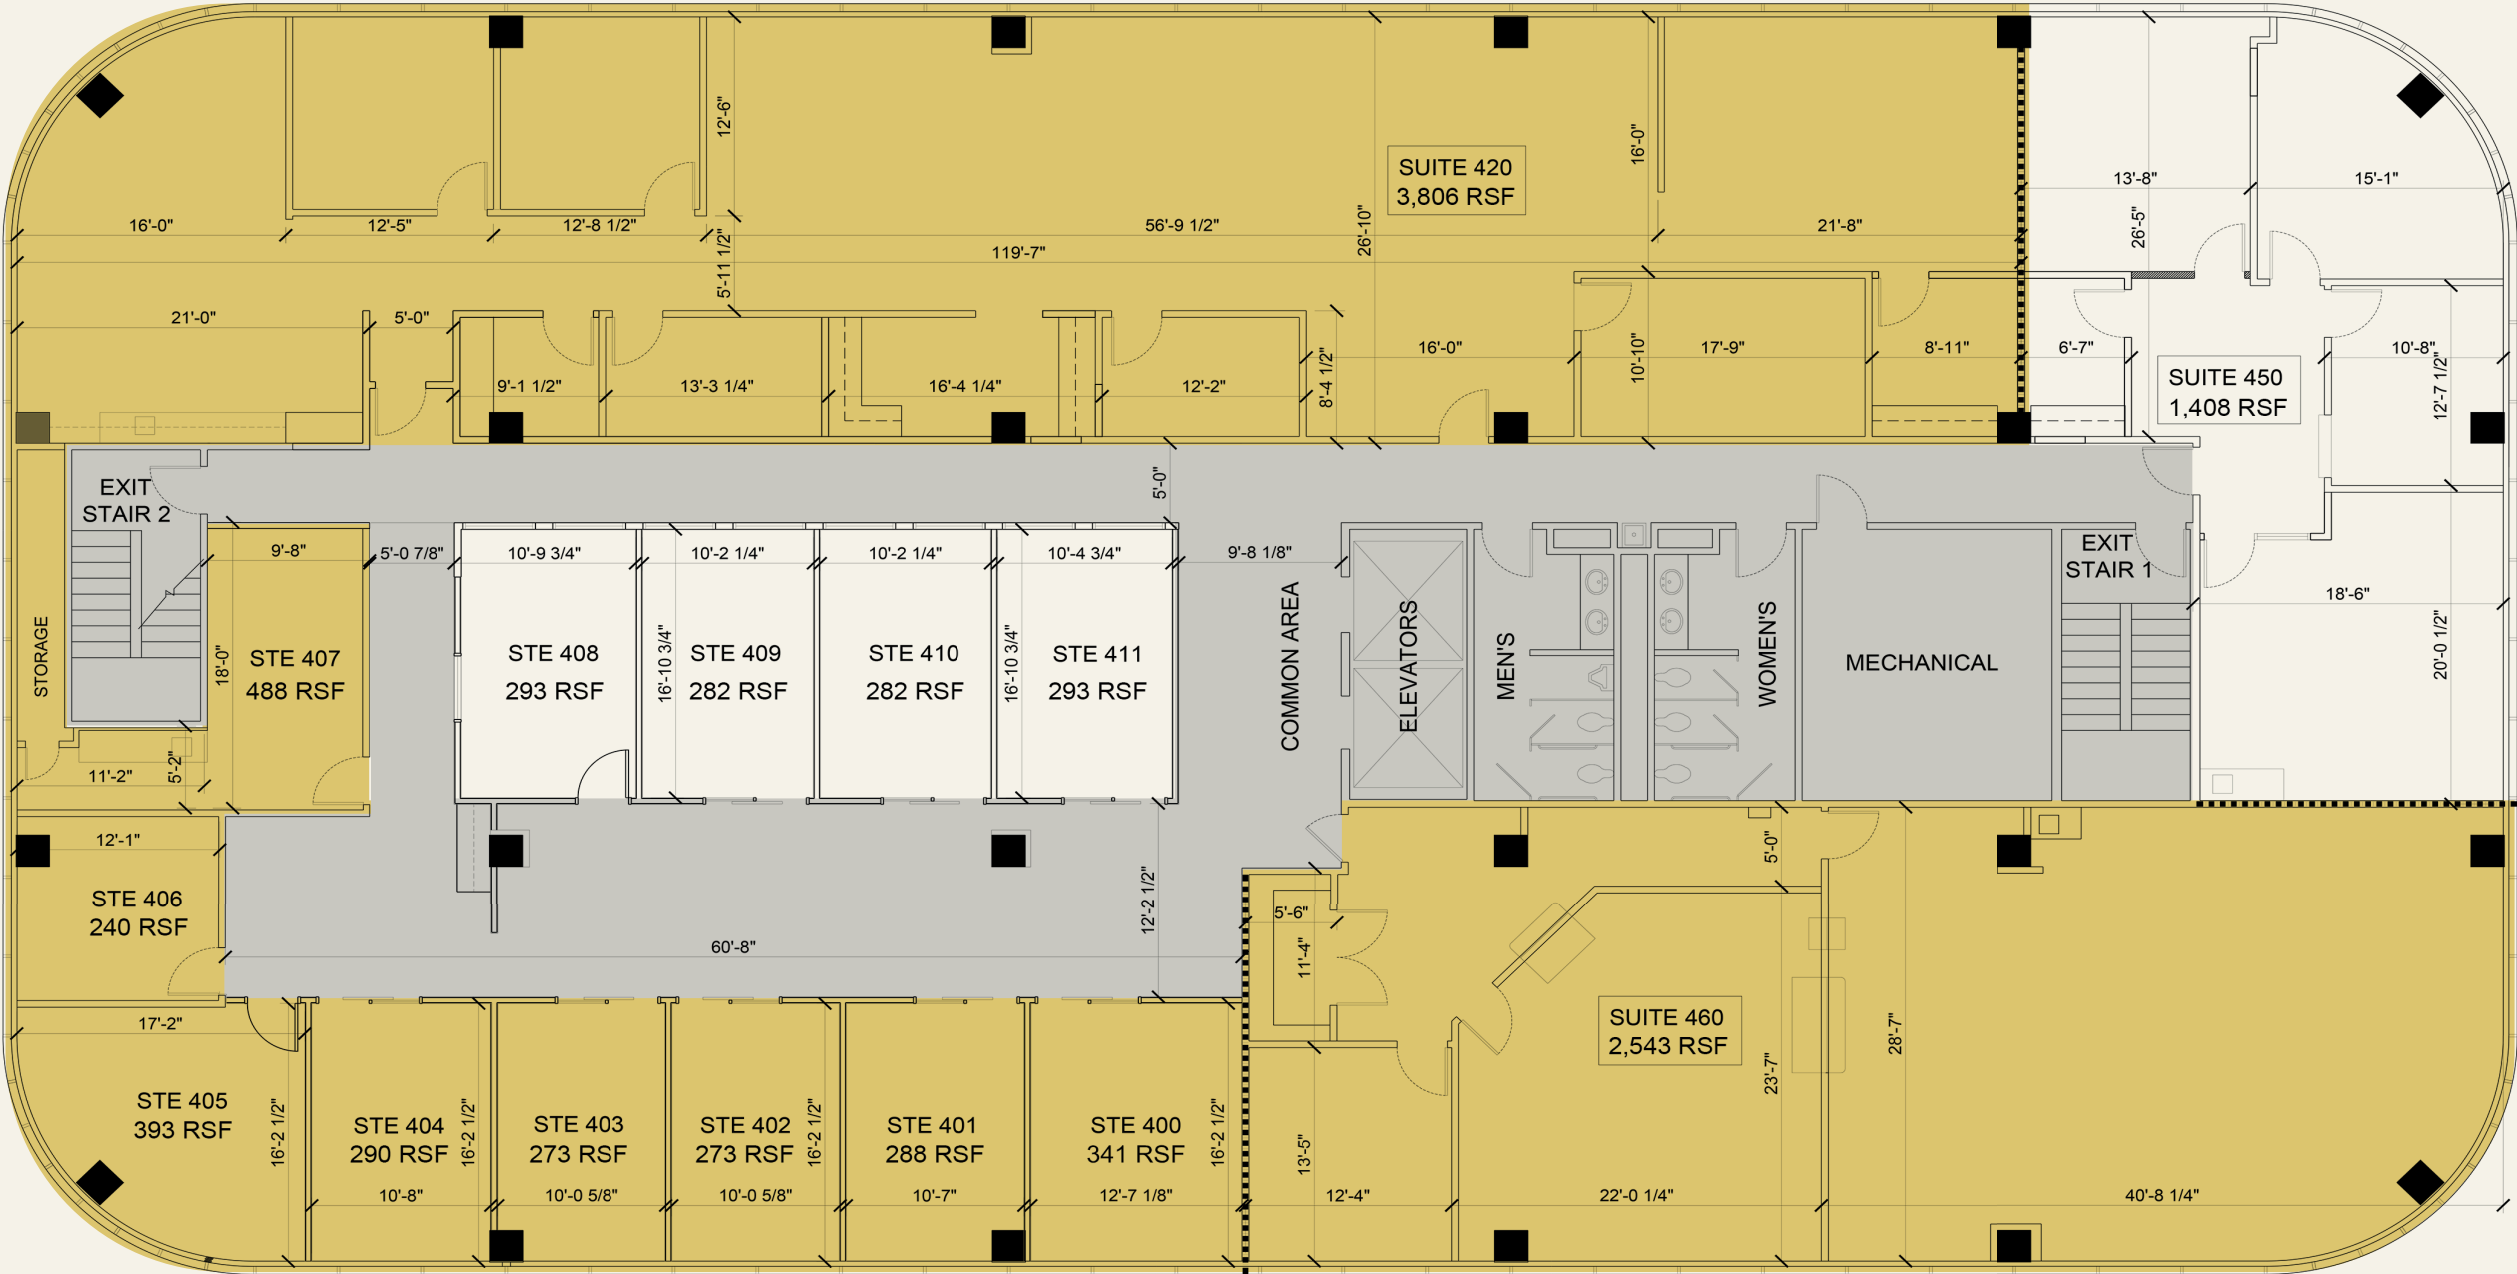 12'-6"
SUITE 420
3,806 RSF
16'-0"
26'-10"
13'-8"
15'-1"
26'-5"
16'-0"
12'-5"
12'-8 1/2"
56'-9 1/2"
21'-8"
119'-7"
5'-11 1/2"
21'-0"
5'-0"
9'-1 1/2"
13'-3 1/4"
16'-4 1/4"
12'-2"
8'-4 1/2"
16'-0"
10'-10"
17'-9"
8'-11"
6'-7"
SUITE 450
1,408 RSF
10'-8"
12'-7 1/2"
EXIT
STAIR 2
5'-0"
9'-8"
5'-0 7/8"
10'-9 3/4"
10'-2 1/4"
10'-2 1/4"
10'-4 3/4"
9'-8 1/8"
EXIT
STAIR 1
18'-6"
STORAGE
18'-0"
STE 407
488 RSF
STE 408
293 RSF
16'-10 3/4"
STE 409
282 RSF
STE 410
282 RSF
16'-10 3/4"
STE 411
293 RSF
COMMON AREA
ELEVATORS
MEN'S
WOMEN'S
MECHANICAL
20'-0 1/2"
11'-2"
5'-2"
12'-1"
STE 406
240 RSF
60'-8"
12'-2 1/2"
5'-6"
11'-4"
5'-0"
17'-2"
SUITE 460
2,543 RSF
28'-7"
23'-7"
STE 405
393 RSF
16'-2 1/2"
STE 404
290 RSF
16'-2 1/2"
STE 403
273 RSF
STE 402
273 RSF
16'-2 1/2"
STE 401
288 RSF
STE 400
341 RSF
16'-2 1/2"
13'-5"
10'-8"
10'-0 5/8"
10'-0 5/8"
10'-7"
12'-7 1/8"
12'-4"
22'-0 1/4"
40'-8 1/4"